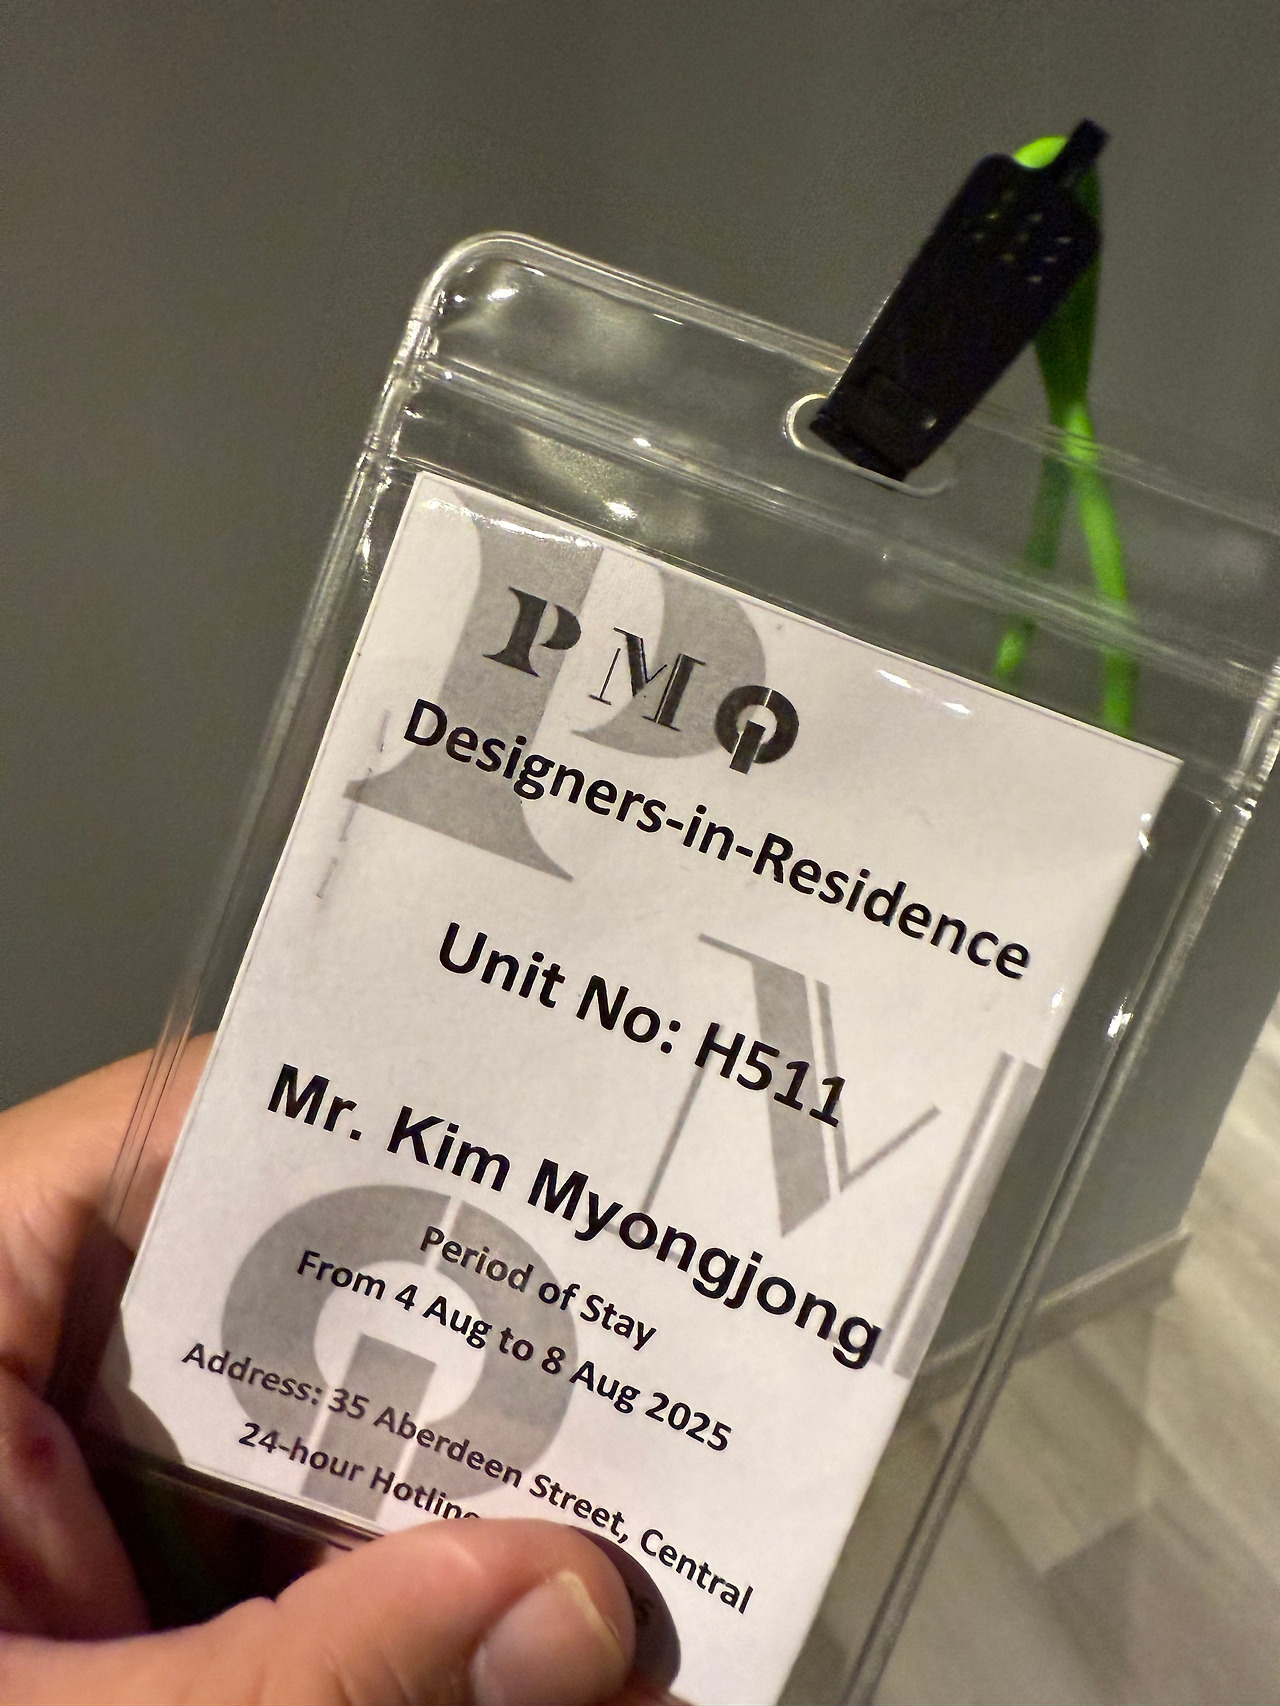 PMQ
Designers-in-Residence
Unit No: H511
Mr. Kim Myongjong
Period of Stay
From 4 Aug to 8 Aug 2025
Address: 35 Aberdeen Street, Central
24-hour Hotline